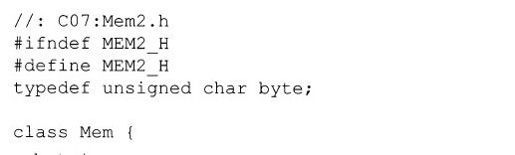 //: C07:Mem2.h
#ifndef MEM2_H
#define MEM2_H
typedef unsigned char byte;
class Mem {